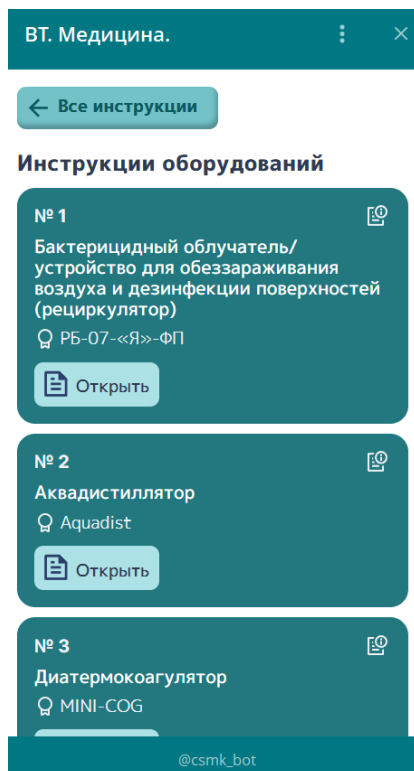 ВТ. Медицина.
Все инструкции
Инструкции оборудований
№ 1
Бактерицидный облучатель/
устройство для обеззараживания
воздуха и дезинфекции поверхностей
(рециркулятор)
РБ-07-«Я»-ФП
Открыть
№ 2
Аквадистиллятор
Aquadist
Открыть
№ 3
Диатермокоагулятор
MINI-COG
@csmk_bot